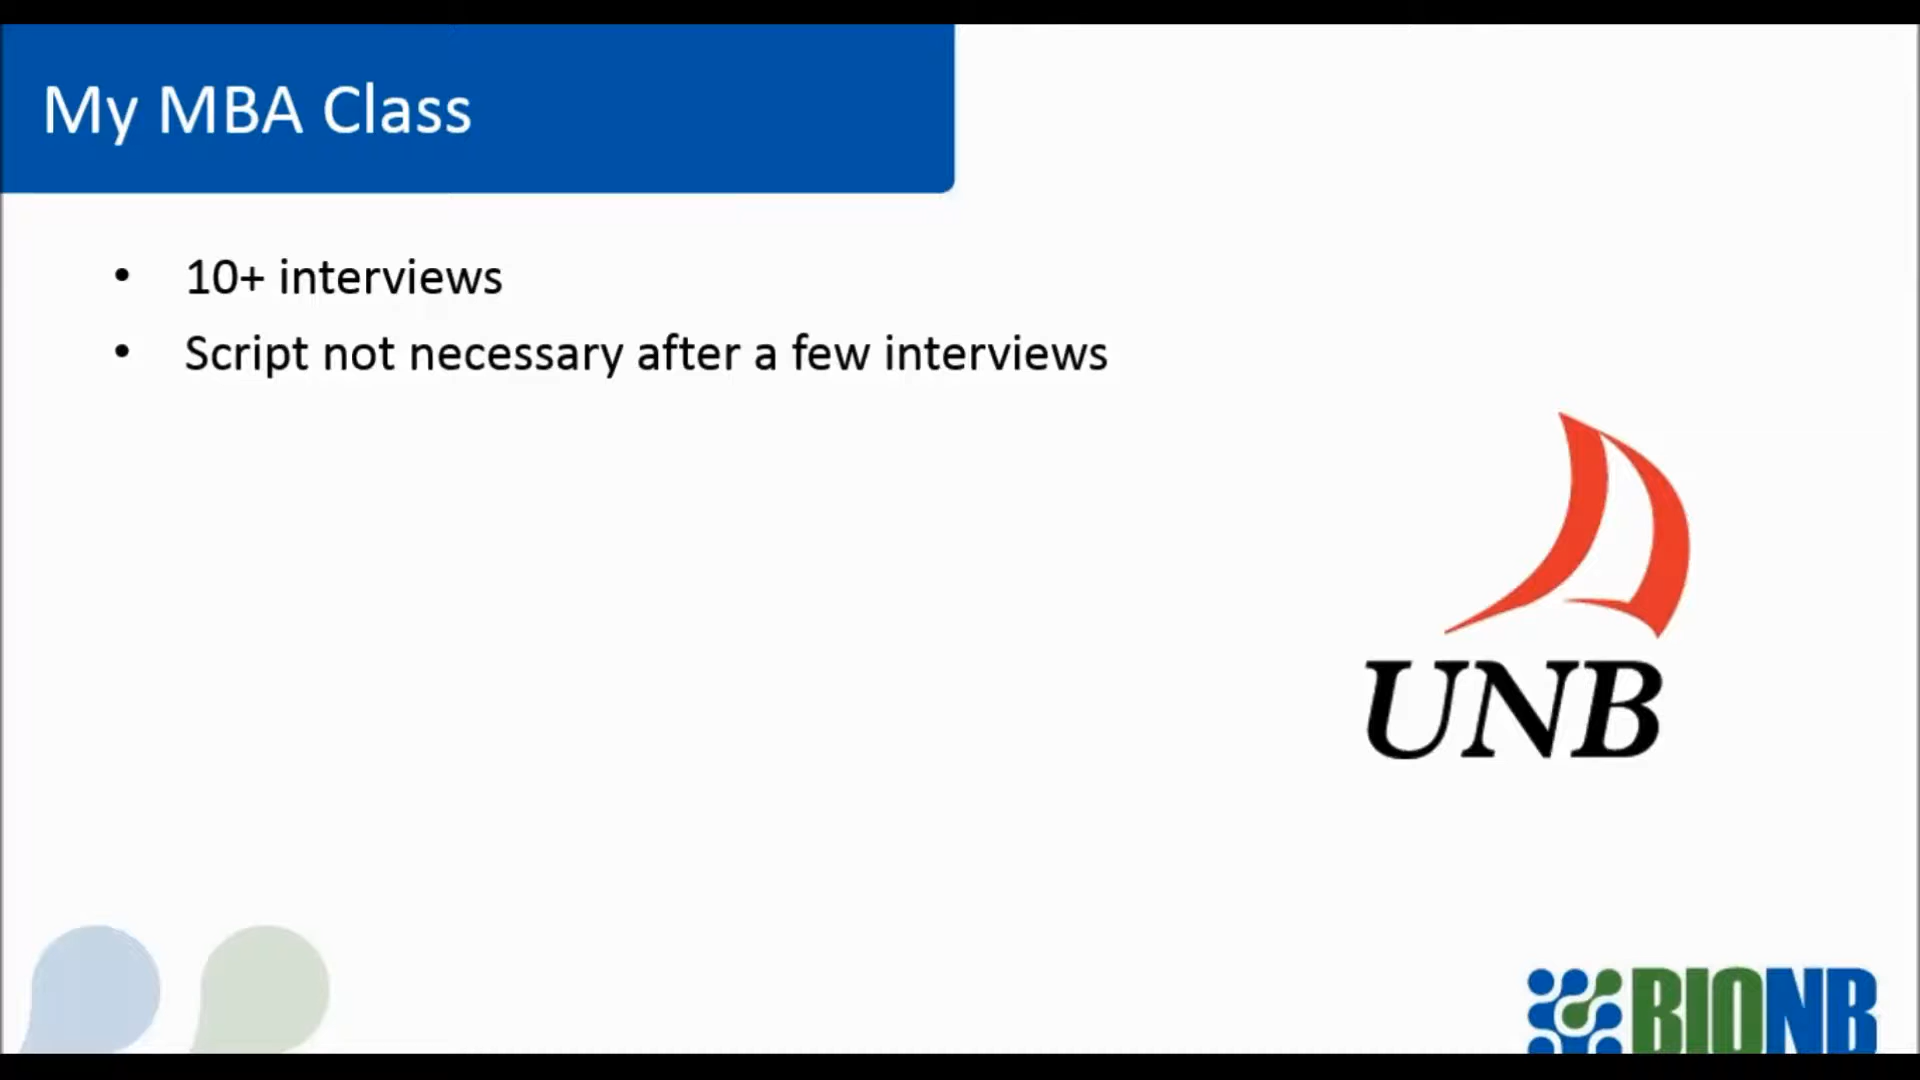 My MBA Class
• 10+ interviews
• Script not necessary after a few interviews
UNB
BIONB